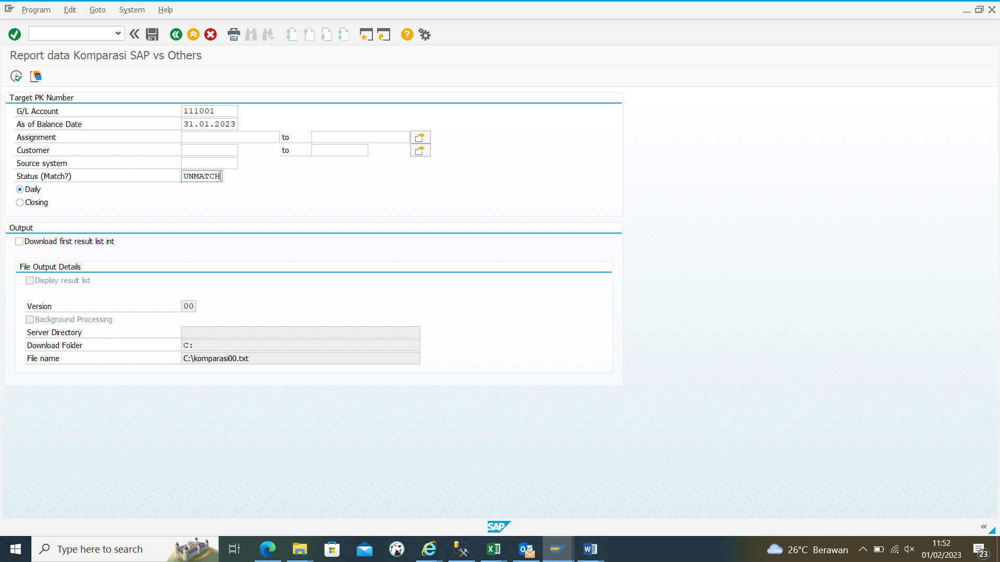 Program Edit Goto System Help
Report data Komparasi SAP vs Others
Target PK Number
G/L Account 111001
As of Balance Date 31.01.2023
Assignment to
Customer to
Source system
Status (Match?) UNMATCH
Daily
Closing
Output
Download first result list int
File Output Details
Display result list
Version 00
Background Processing
Server Directory
Download Folder C:
File name C:\komparasi00.txt
SAP
Type here to search
26°C Berawan
11:52
01/02/2023
23